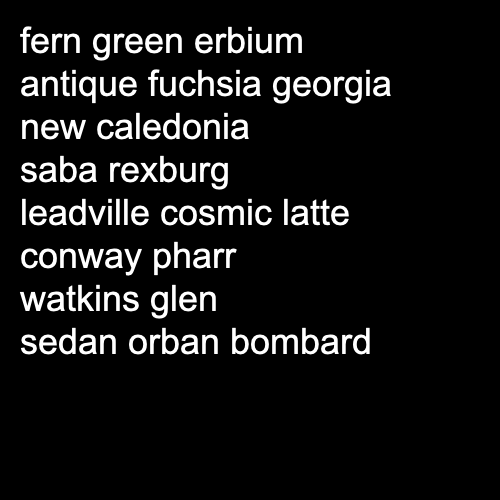 fern green erbium
antique fuchsia georgia
new caledonia
saba rexburg
leadville cosmic latte
conway pharr
watkins glen
sedan orban bombard